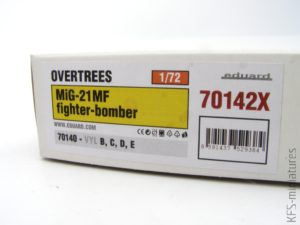 OVERTREES
1/72
eduard
MiG-21MF
fighter-bomber
70142X
WWW.EDUARD.COM
70140 - VYL B, C, D, E
KFS-miniatures